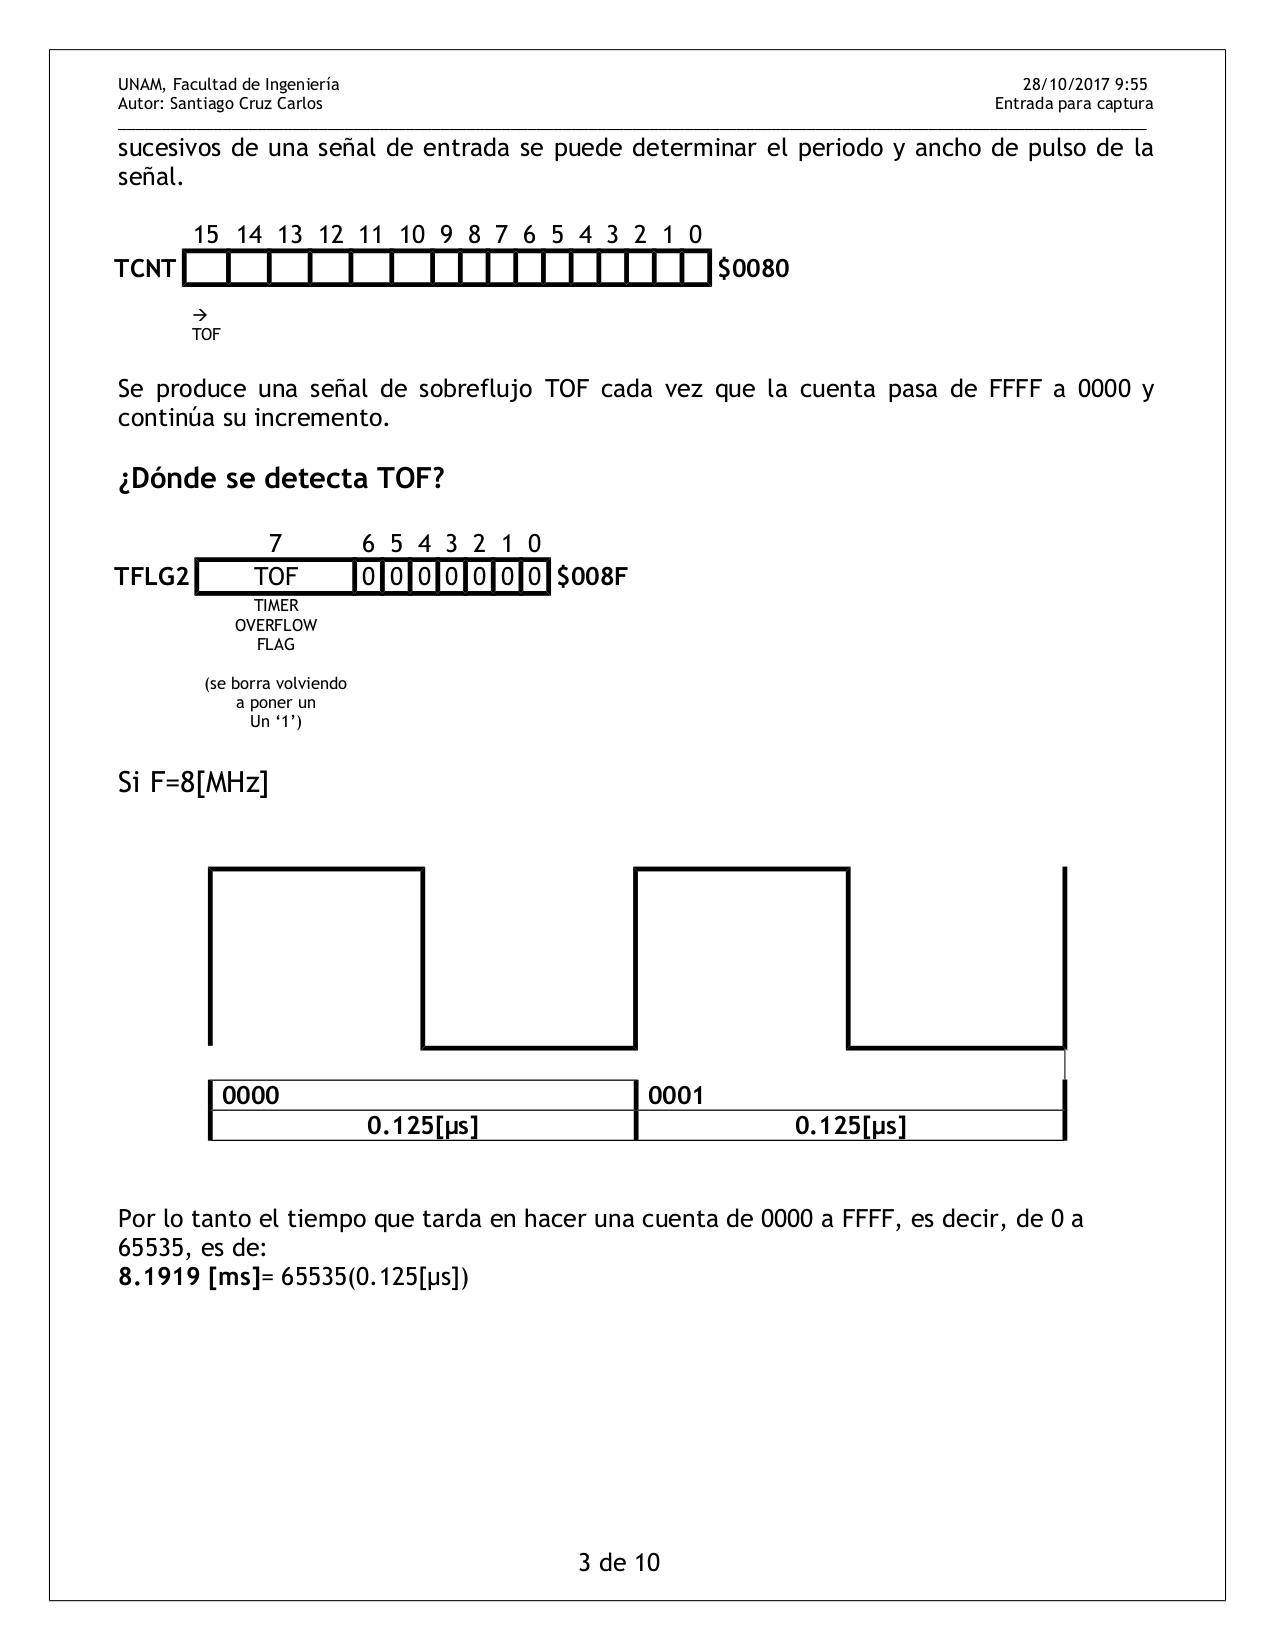 UNAM, Facultad de Ingeniería 28/10/2017 9:55
Autor: Santiago Cruz Carlos Entrada para captura
sucesivos de una señal de entrada se puede determinar el periodo y ancho de pulso de la
señal.
15 14 13 12 11 10 9 8 7 6 5 4 3 2 1 0
TCNT $0080
→
TOF
Se produce una señal de sobreflujo TOF cada vez que la cuenta pasa de FFFF a 0000 y
continúa su incremento.
¿Dónde se detecta TOF?
7 6 5 4 3 2 1 0
TFLG2 TOF 0 0 0 0 0 0 0 $008F
TIMER
OVERFLOW
FLAG
(se borra volviendo
a poner un
Un ‘1’)
Si F=8[MHz]
0000 0001
0.125[µs] 0.125[µs]
Por lo tanto el tiempo que tarda en hacer una cuenta de 0000 a FFFF, es decir, de 0 a
65535, es de:
8.1919 [ms]= 65535(0.125[µs])
3 de 10